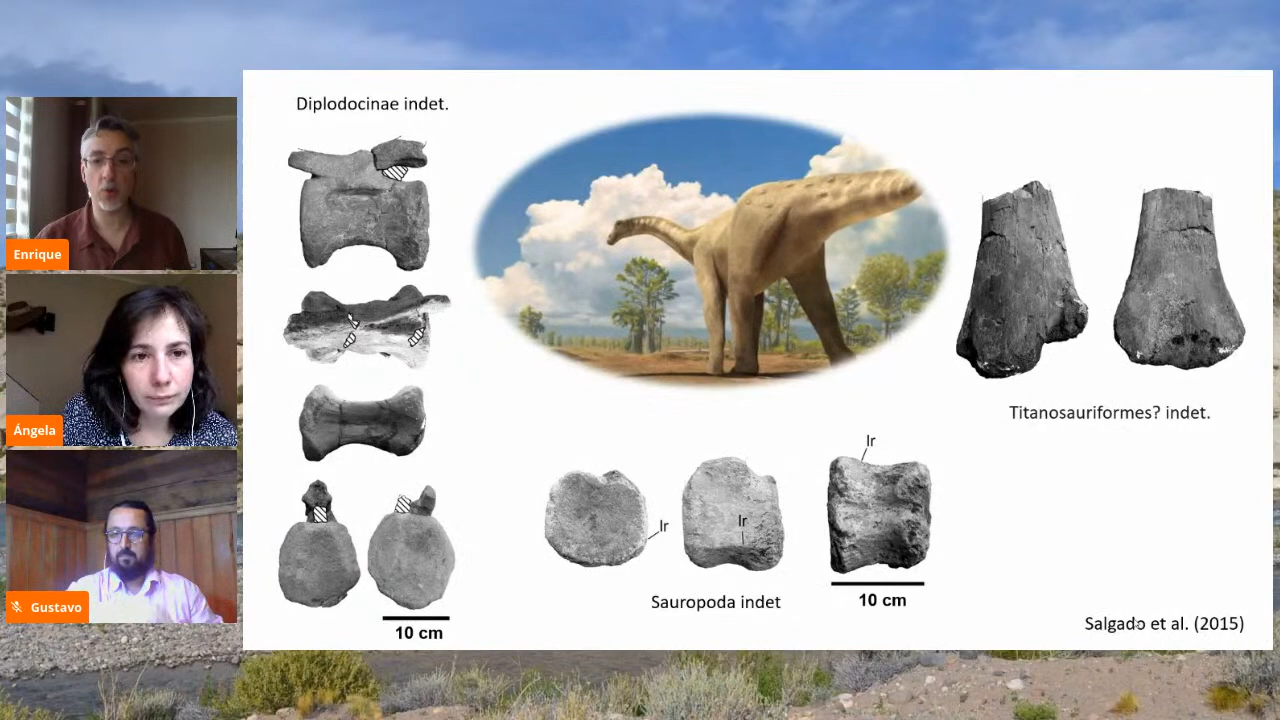 Diplodocinae indet.
Enrique
Ángela
Gustavo
10 cm
Titanosauriformes? indet.
lr
lr
lr
10 cm
Sauropoda indet
Salgado et al. (2015)